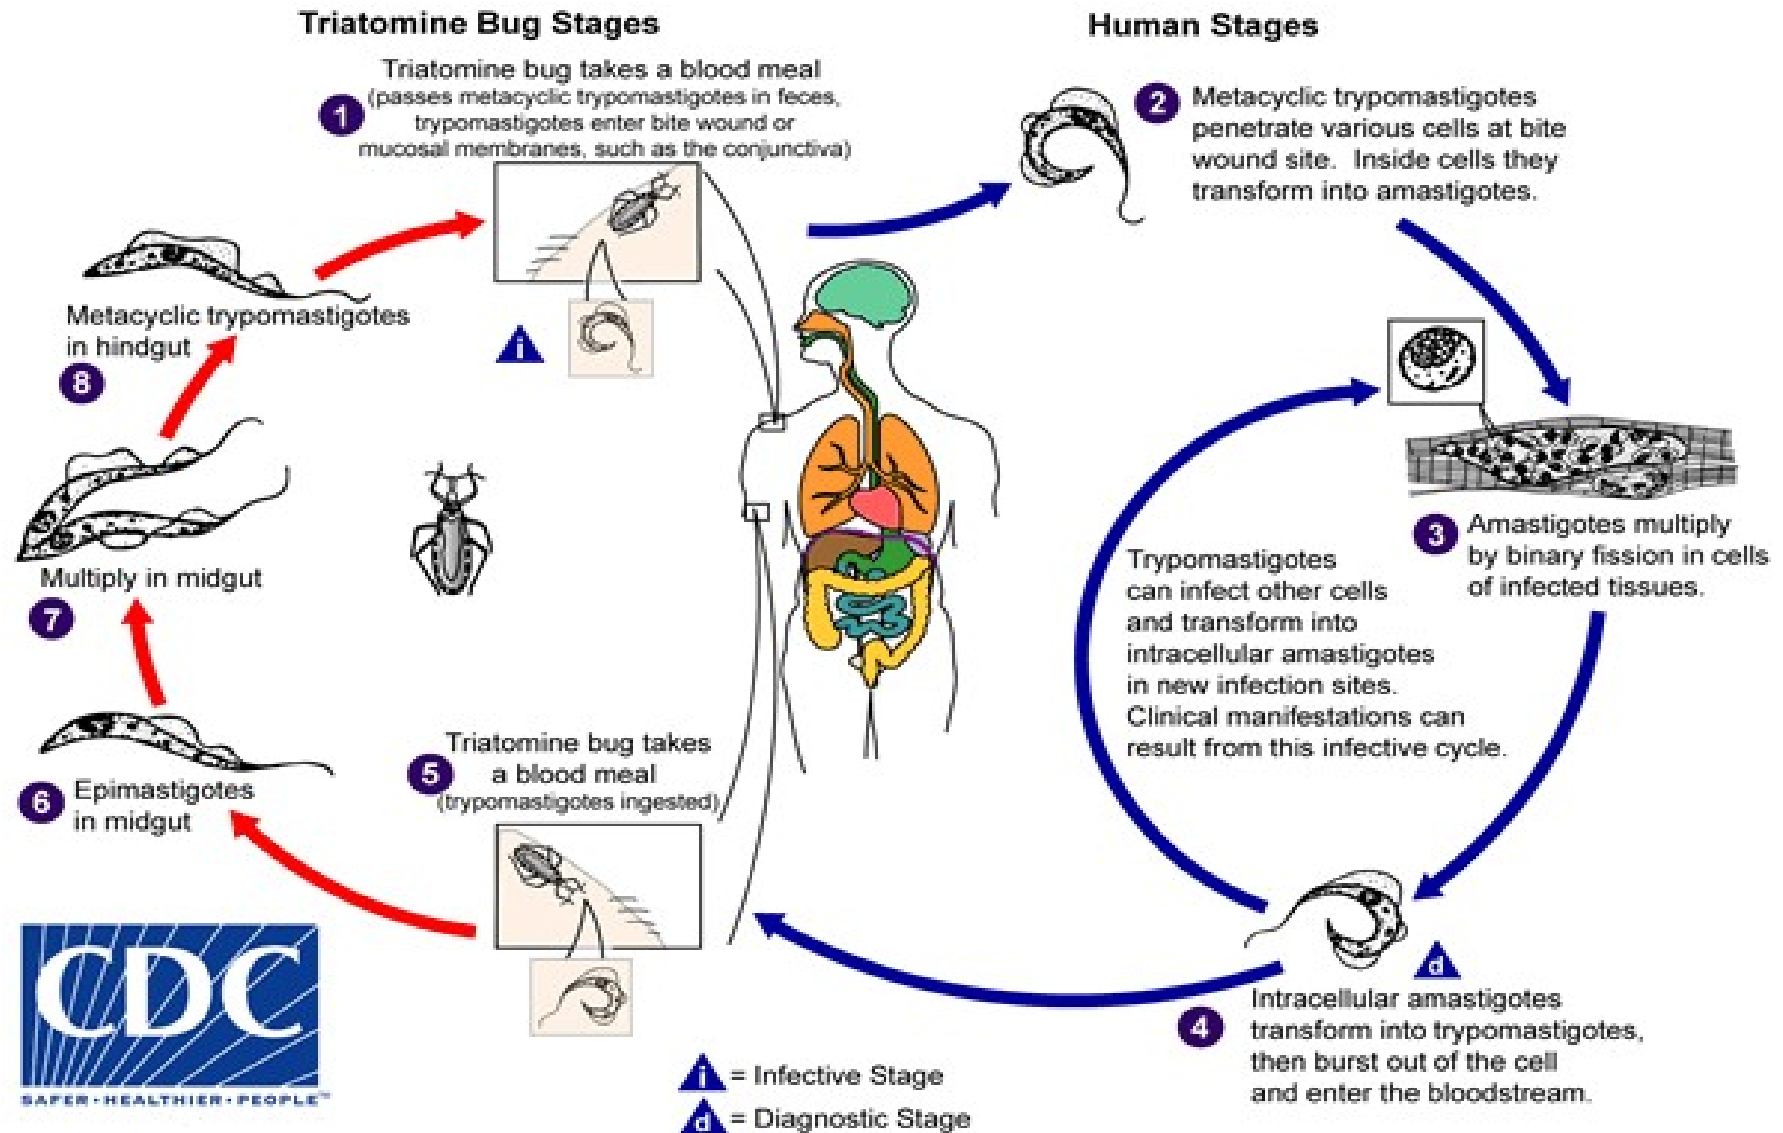 Triatomine Bug Stages
Human Stages
Triatomine bug takes a blood meal
(passes metacyclic trypomastigotes in feces,
trypomastigotes enter bite wound or
mucosal membranes, such as the conjunctiva)
1
2
Metacyclic trypomastigotes
penetrate various cells at bite
wound site. Inside cells they
transform into amastigotes.
Metacyclic trypomastigotes
in hindgut
8
i
3
Amastigotes multiply
by binary fission in cells
of infected tissues.
Trypomastigotes
can infect other cells
and transform into
intracellular amastigotes
in new infection sites.
Clinical manifestations can
result from this infective cycle.
Multiply in midgut
7
5
Triatomine bug takes
a blood meal
(trypomastigotes ingested)
6
Epimastigotes
in midgut
d
4
Intracellular amastigotes
transform into trypomastigotes,
then burst out of the cell
and enter the bloodstream.
CDC
SAFER•HEALTHIER•PEOPLE™
i = Infective Stage
d = Diagnostic Stage